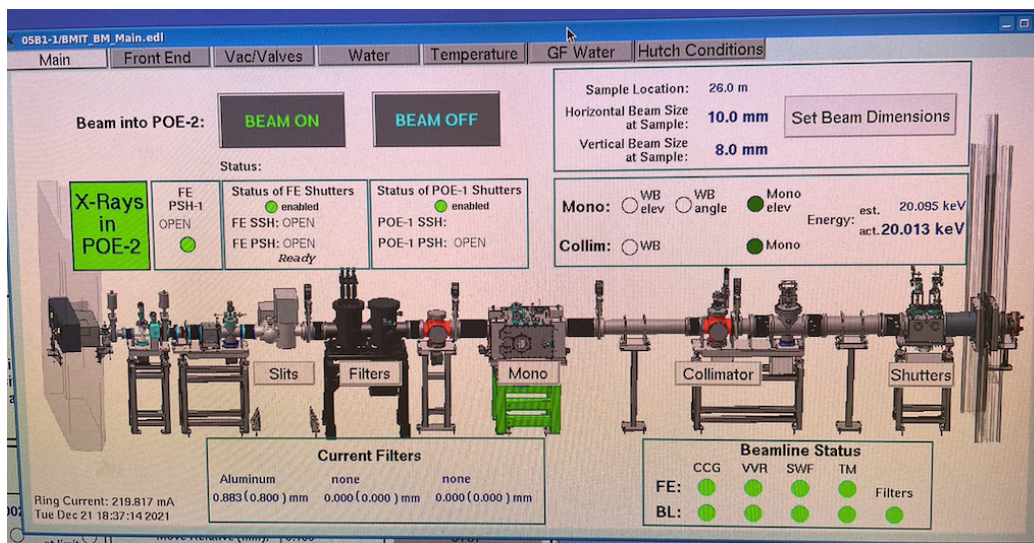 05B1-1/BMIT_BM_Main.edl
Main Front End Vac/Valves Water Temperature GF Water Hutch Conditions
Beam into POE-2: BEAM ON BEAM OFF
Sample Location: 26.0 m
Horizontal Beam Size at Sample: 10.0 mm
Vertical Beam Size at Sample: 8.0 mm
Set Beam Dimensions
Status:
X-Rays in POE-2
FE PSH-1
OPEN
Status of FE Shutters
enabled
FE SSH: OPEN
FE PSH: OPEN
Ready
Status of POE-1 Shutters
enabled
POE-1 SSH:
POE-1 PSH: OPEN
Mono: WB elev WB angle Mono elev
Energy: est. 20.095 keV
act. 20.013 keV
Collim: WB Mono
Slits Filters Mono Collimator Shutters
Current Filters
Aluminum none none
0.883(0.800) mm 0.000(0.000) mm 0.000(0.000) mm
Beamline Status
CCG VVR SWF TM
FE: Filters
BL:
Ring Current: 219.817 mA
Tue Dec 21 18:37:14 2021